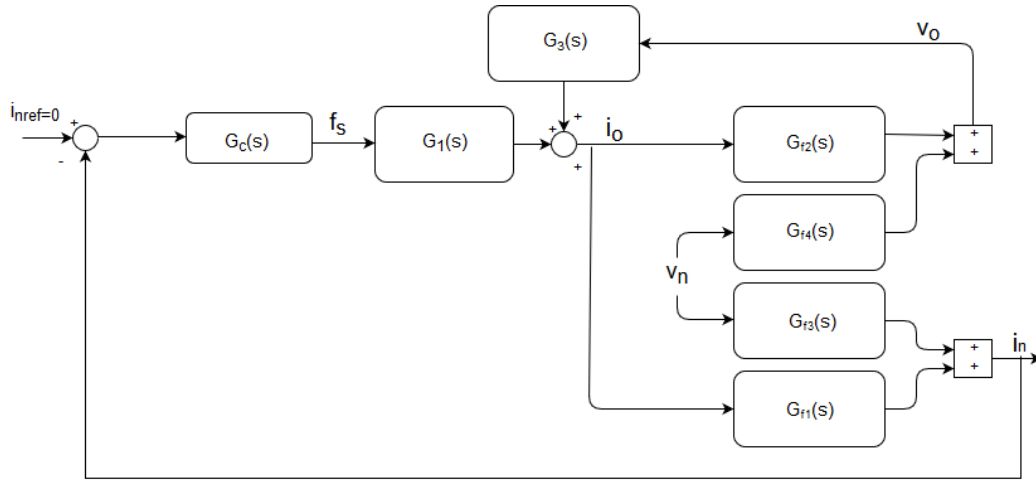 G3(s)
vo
inref=0
+
-
Gc(s)
fs
G1(s)
+
+
+
io
Gf2(s)
+
+
Gf4(s)
vn
Gf3(s)
+
+
in
Gf1(s)